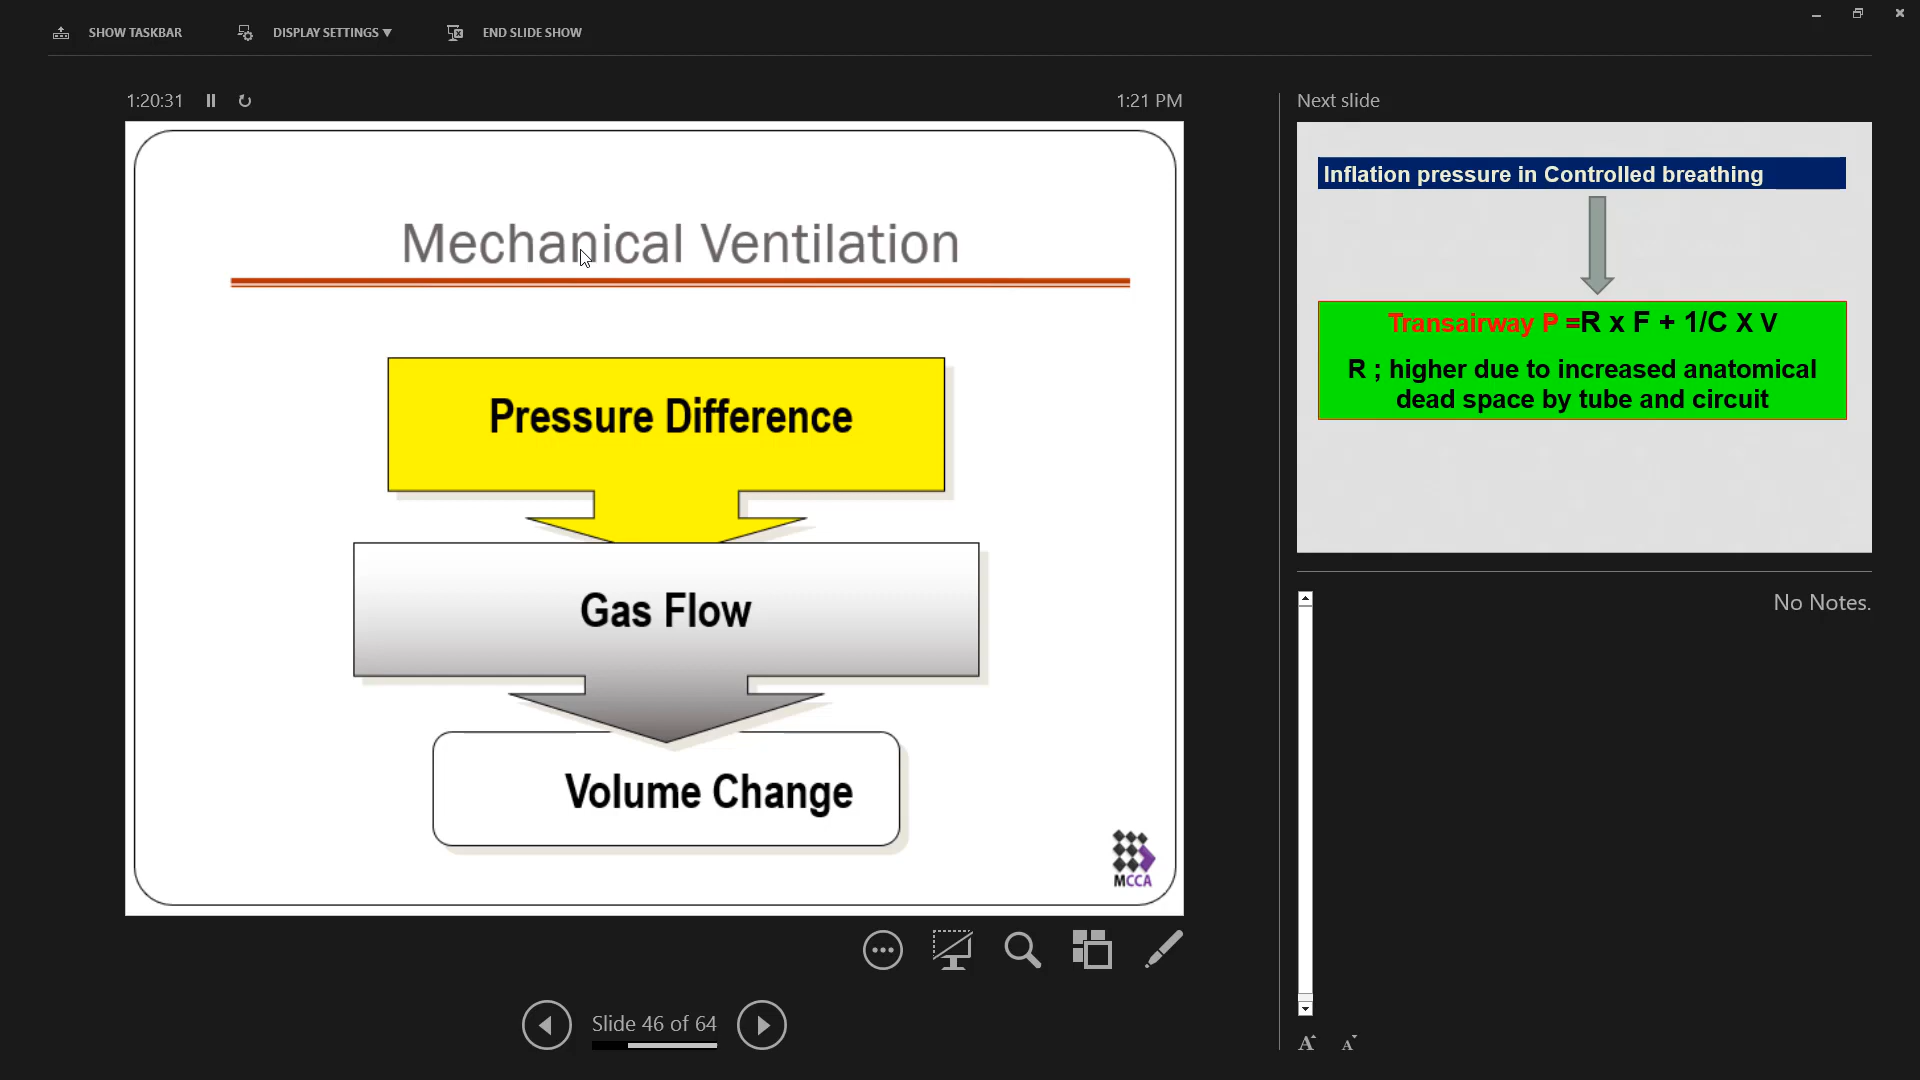 SHOW TASKBAR
DISPLAY SETTINGS ▼
END SLIDE SHOW
1:20:31
1:21 PM
Mechanical Ventilation
Pressure Difference
Gas Flow
Volume Change
MCCA
Slide 46 of 64
Next slide
Inflation pressure in Controlled breathing
Transairway P =R x F + 1/C X V
R ; higher due to increased anatomical
dead space by tube and circuit
No Notes.
A A